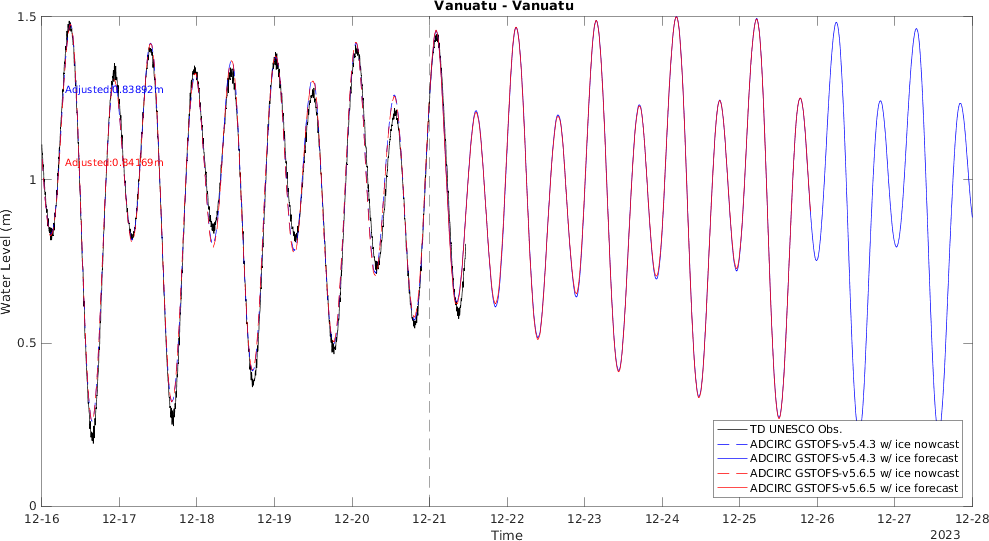 Vanuatu - Vanuatu
1.5
Adjusted:0.83892m
Adjusted:0.84169m
1
0.5
0
Water Level (m)
TD UNESCO Obs.
ADCIRC GSTOFS-v5.4.3 w/ ice nowcast
ADCIRC GSTOFS-v5.4.3 w/ ice forecast
ADCIRC GSTOFS-v5.6.5 w/ ice nowcast
ADCIRC GSTOFS-v5.6.5 w/ ice forecast
12-16 12-17 12-18 12-19 12-20 12-21 12-22 12-23 12-24 12-25 12-26 12-27 12-28
Time
2023